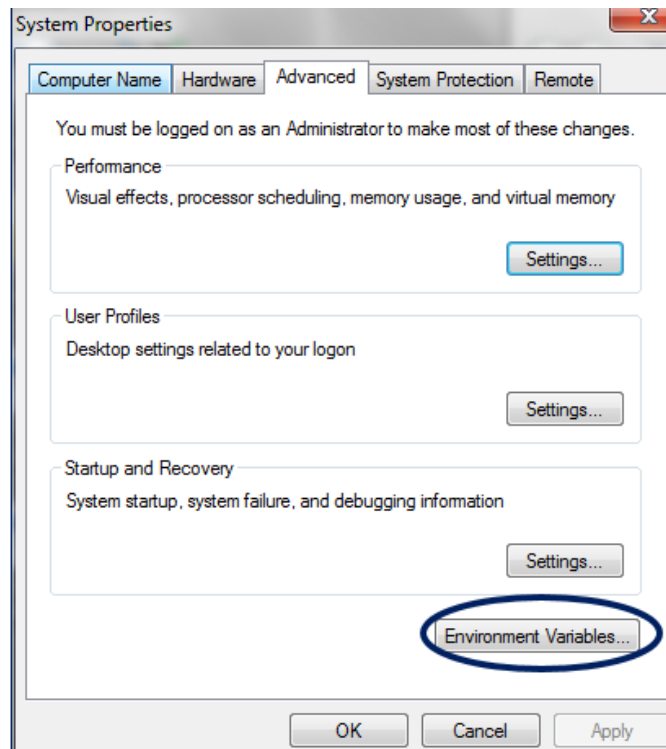 System Properties
Computer Name Hardware Advanced System Protection Remote
You must be logged on as an Administrator to make most of these changes.
Performance
Visual effects, processor scheduling, memory usage, and virtual memory
Settings...
User Profiles
Desktop settings related to your logon
Settings...
Startup and Recovery
System startup, system failure, and debugging information
Settings...
Environment Variables...
OK Cancel Apply